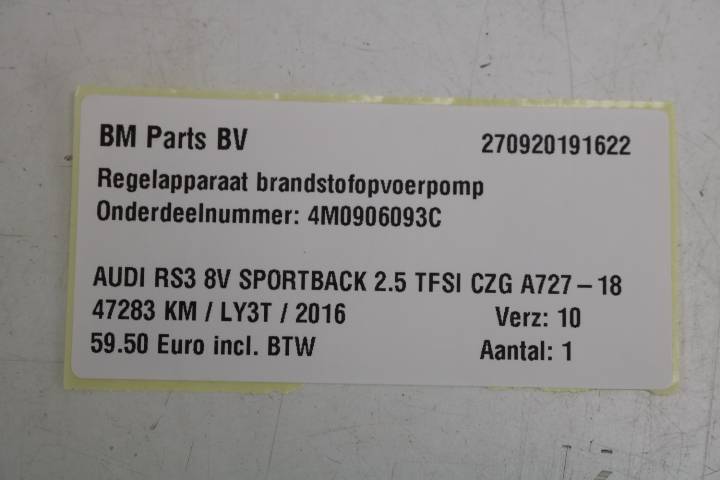 BM Parts BV 270920191622
Regelapparaat brandstofopvoerpomp
Onderdeelnummer: 4M0906093C
AUDI RS3 8V SPORTBACK 2.5 TFSI CZG A727-18
47283 KM / LY3T / 2016 Verz: 10
59.50 Euro incl. BTW Aantal: 1